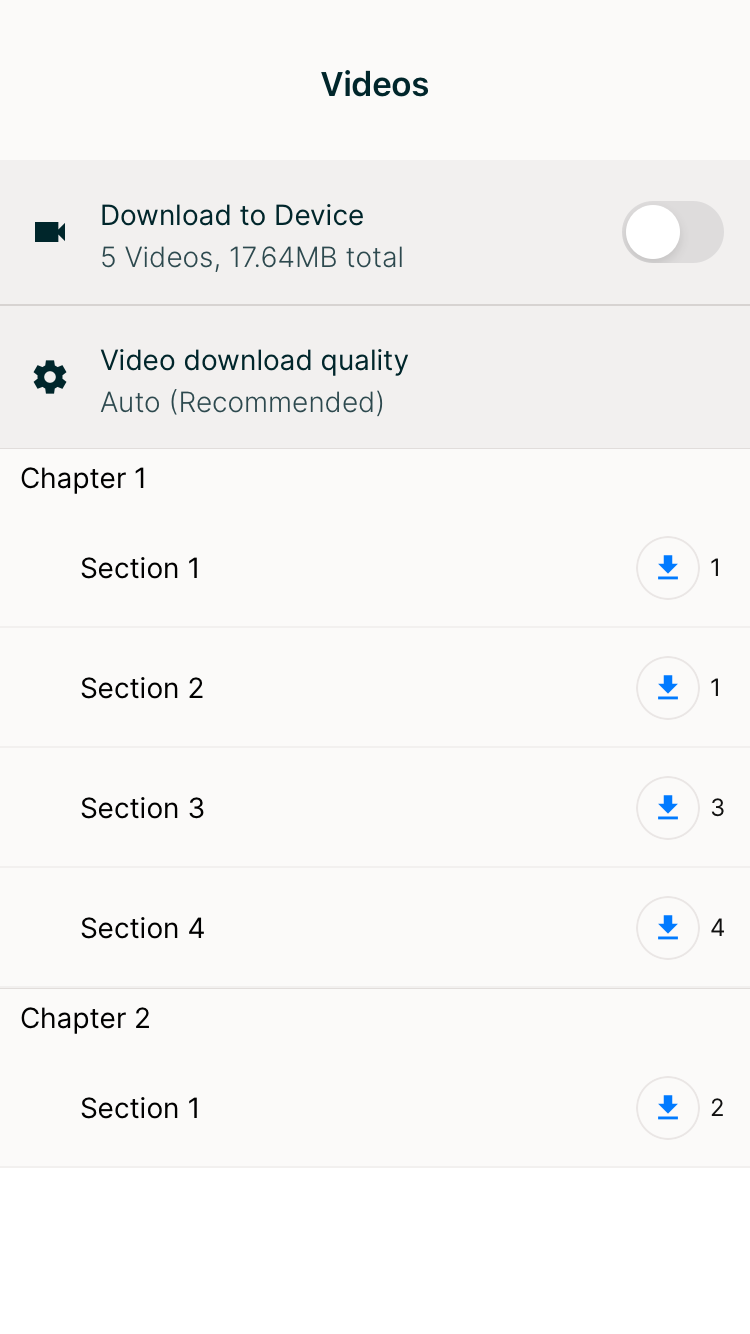 Videos
Download to Device
5 Videos, 17.64MB total
Video download quality
Auto (Recommended)
Chapter 1
Section 1 1
Section 2 1
Section 3 3
Section 4 4
Chapter 2
Section 1 2